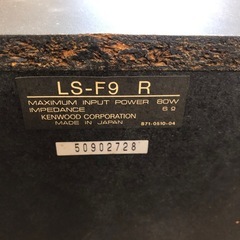 LS-F9 R
MAXIMUM INPUT POWER 80W
IMPEDANCE 6Ω
KENWOOD CORPORATION
MADE IN JAPAN B71-0510-04
50902728